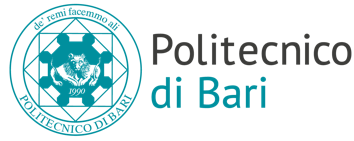 de' remi facemmo ali
1990
POLITECNICO DI BARI
Politecnico
di Bari